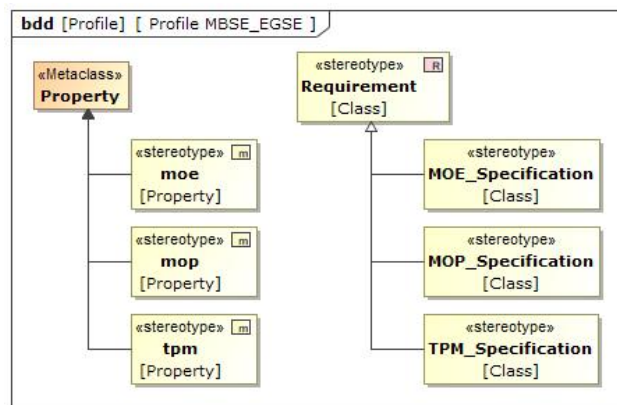 bdd [Profile] [ Profile MBSE_EGSE ]
«Metaclass»
Property
«stereotype» m
moe
[Property]
«stereotype» m
mop
[Property]
«stereotype» m
tpm
[Property]
«stereotype» R
Requirement
[Class]
«stereotype»
MOE_Specification
[Class]
«stereotype»
MOP_Specification
[Class]
«stereotype»
TPM_Specification
[Class]